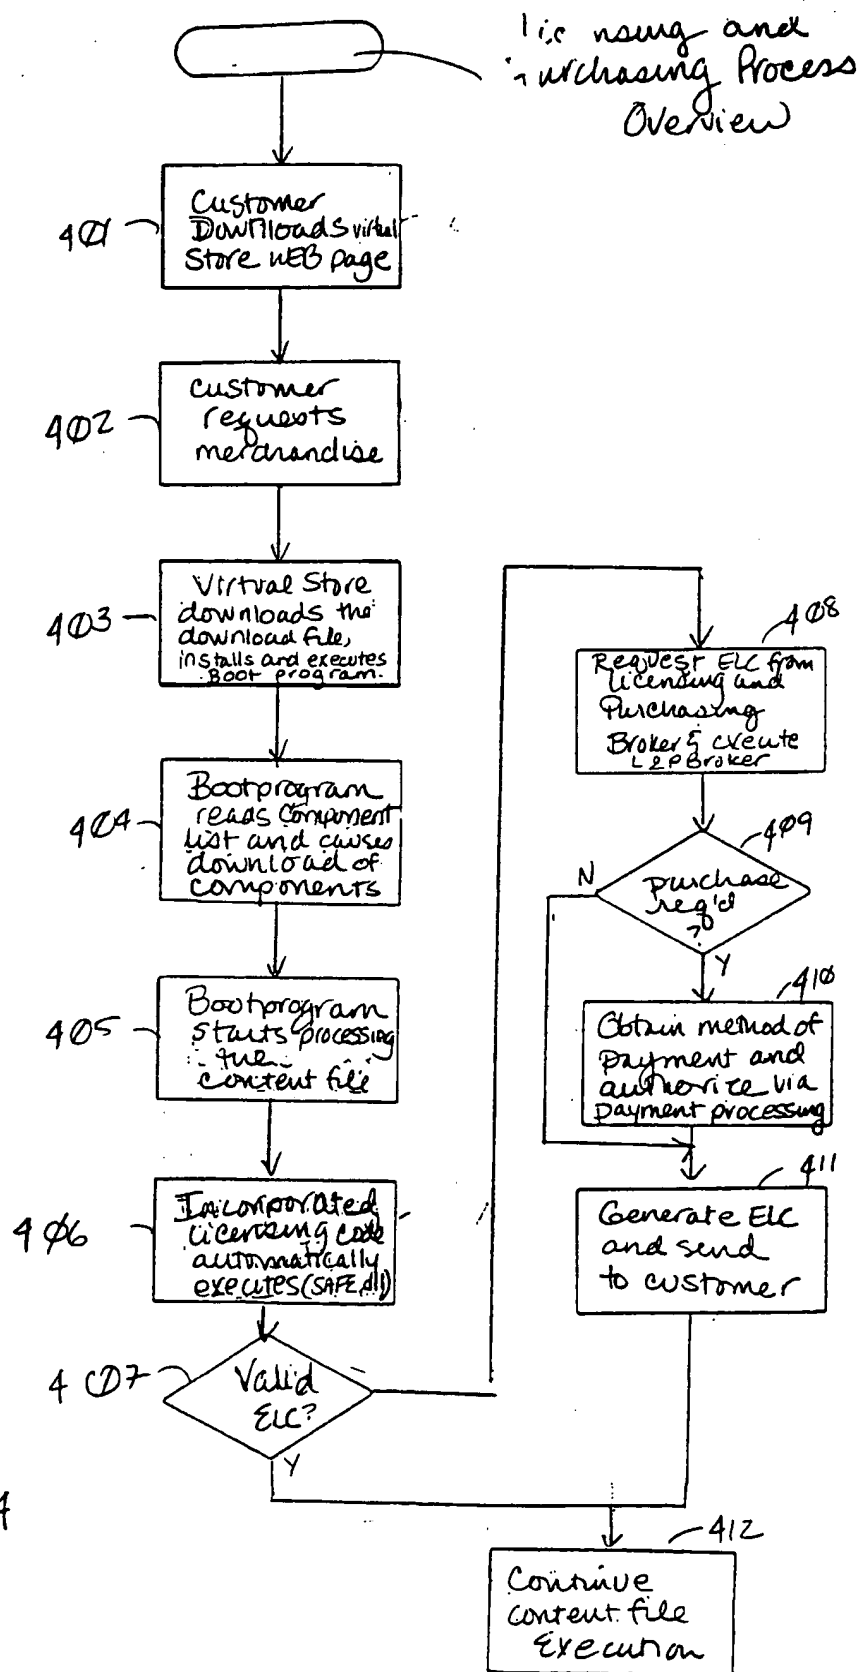 nsing and
urchasing Process
Overview
401
Customer
Downloads virtual
Store WEB page
402
customer
requests
merchandise
403
Virtual Store
downloads the
download file,
installs and executes
Boot program.
404
Bootprogram
reads component
list and causes
download of
components
405
Bootprogram
starts processing
the
content file
406
Incorporated
licensing code
automatically
executes (SAFE.dll)
407
Valid
ELC?
Y
408
Request ELC from
Licensing and
Purchasing
Broker & execute
L&P Broker
409
purchase
req'd
?
N
Y
410
Obtain method of
payment and
authorize via
payment processing
411
Generate ELC
and send
to customer
412
Continue
content file
Execution
4